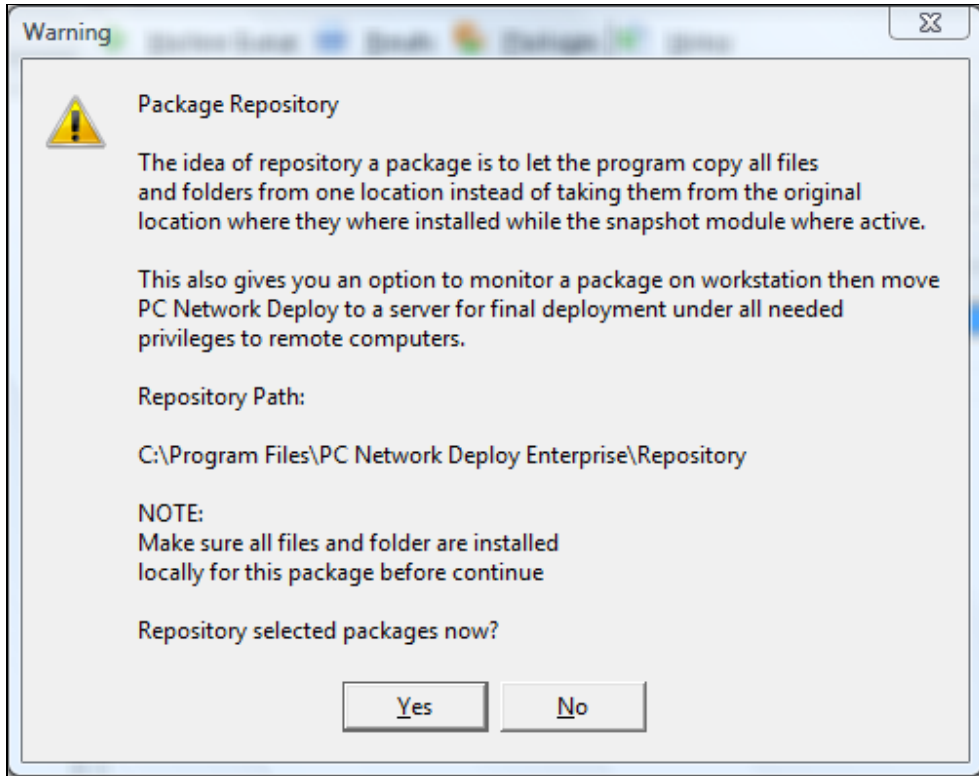 Warning
Package Repository
The idea of repository a package is to let the program copy all files
and folders from one location instead of taking them from the original
location where they where installed while the snapshot module where active.
This also gives you an option to monitor a package on workstation then move
PC Network Deploy to a server for final deployment under all needed
privileges to remote computers.
Repository Path:
C:\Program Files\PC Network Deploy Enterprise\Repository
NOTE:
Make sure all files and folder are installed
locally for this package before continue
Repository selected packages now?
Yes No